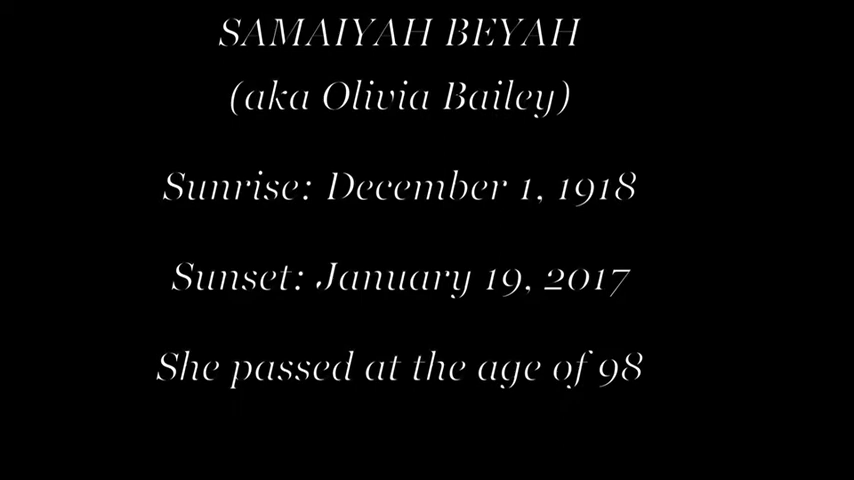 SAMAIYAH BEYAH
(aka Olivia Bailey)
Sunrise: December 1, 1918
Sunset: January 19, 2017
She passed at the age of 98